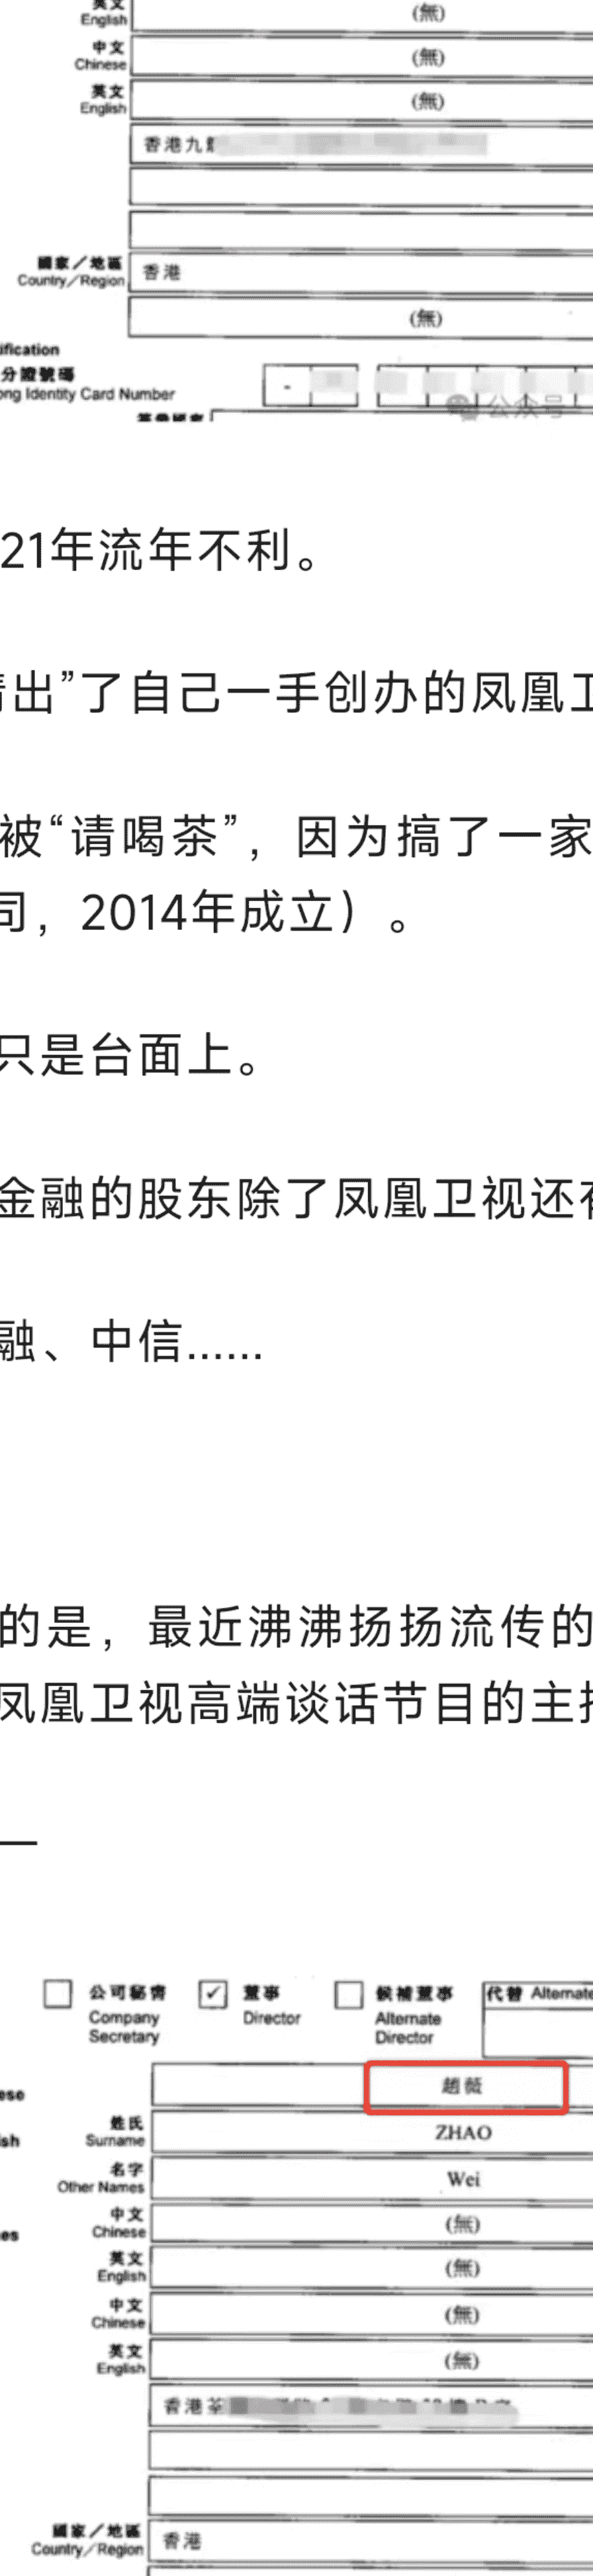 英文
English
(無)
中文
Chinese
(無)
英文
English
(無)
香港九
國家／地區
Country／Region
香港
(無)
ification
分證號碼
ong Identity Card Number
-
公众号
21年流年不利。
出”了自己一手创办的凤凰卫
被“请喝茶”，因为搞了一家
司，2014年成立）。
只是台面上。
金融的股东除了凤凰卫视还有
融、中信……
的是，最近沸沸扬扬流传的
凤凰卫视高端谈话节目的主持
—
公司秘書
Company
Secretary
✓
董事
Director
候補董事
Alternate
Director
代替 Alternate
ese
趙薇
ish
姓氏
Surname
ZHAO
名字
Other Names
Wei
es
中文
Chinese
(無)
英文
English
(無)
中文
Chinese
(無)
英文
English
(無)
香港荃
國家／地區
Country／Region
香港